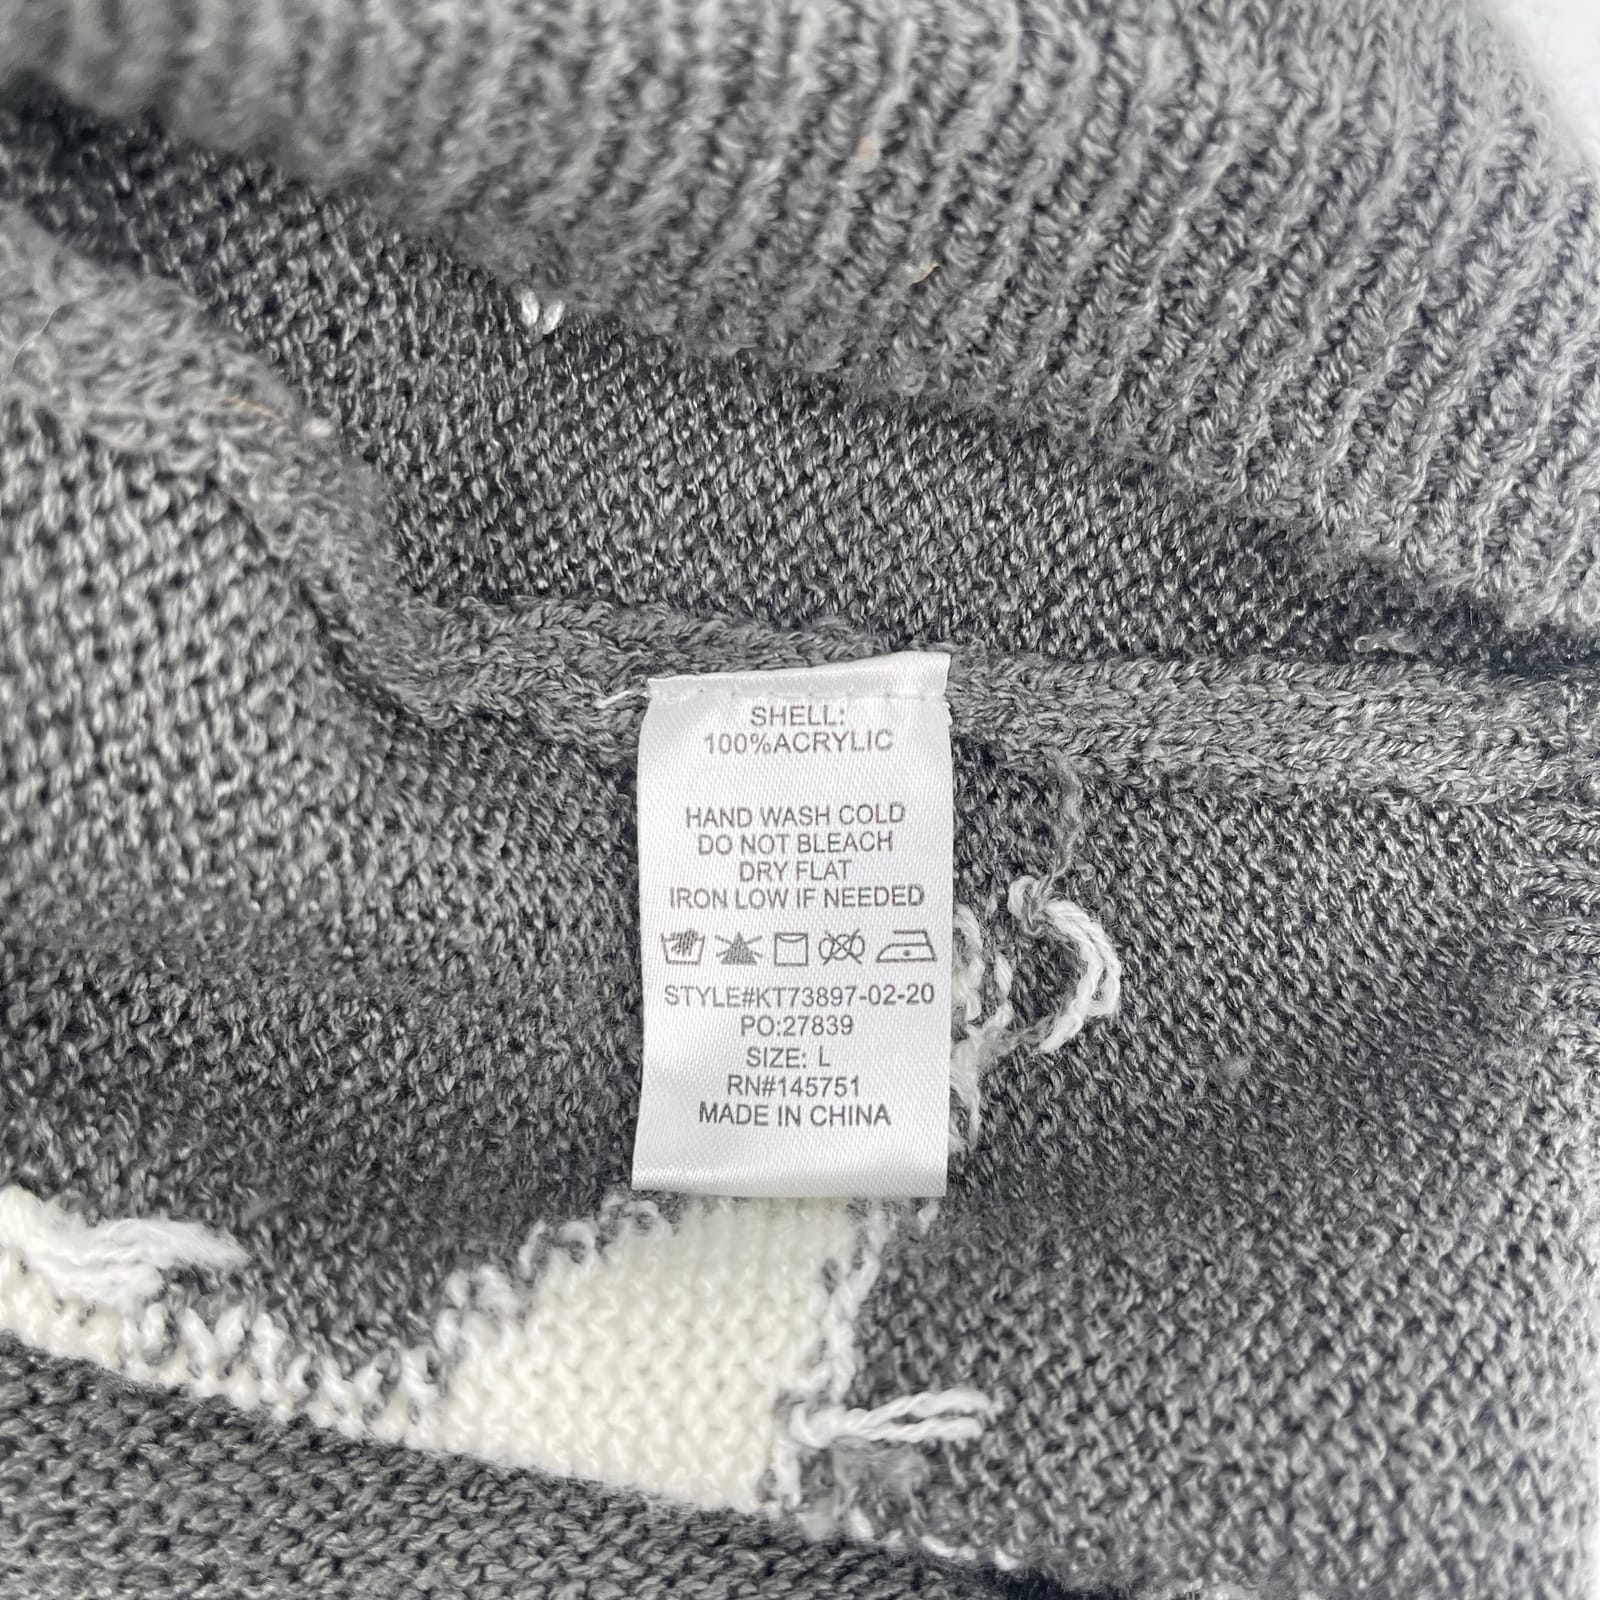 SHELL:
100%ACRYLIC
HAND WASH COLD
DO NOT BLEACH
DRY FLAT
IRON LOW IF NEEDED
STYLE#KT73897-02-20
PO:27839
SIZE: L
RN#145751
MADE IN CHINA